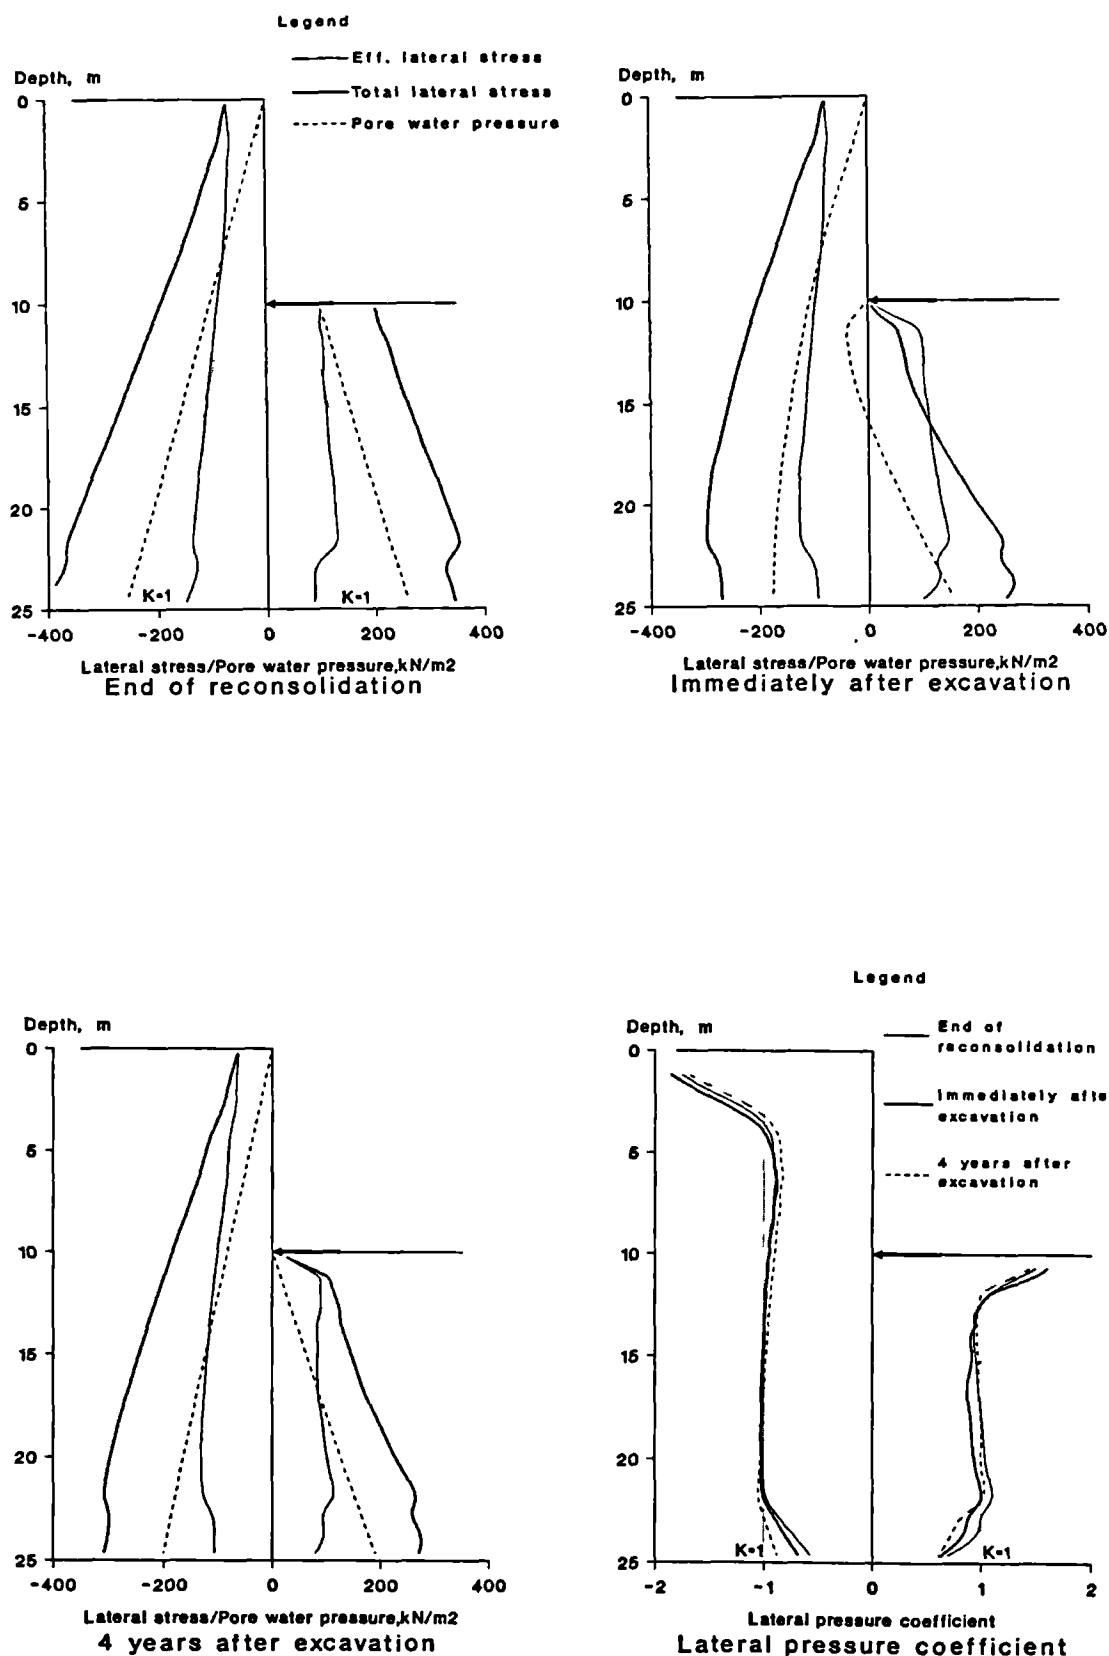 Legend
Eff. lateral stress
Total lateral stress
Pore water pressure
Depth, m
0
5
10
15
20
25
K=1
K=1
-400 -200 0 200 400
Lateral stress/Pore water pressure,kN/m2
End of reconsolidation
Depth, m
0
5
10
15
20
25
-400 -200 0 200 400
Lateral stress/Pore water pressure,kN/m2
Immediately after excavation
Depth, m
0
5
10
15
20
25
-400 -200 0 200 400
Lateral stress/Pore water pressure,kN/m2
4 years after excavation
Legend
End of
reconsolidation
Immediately afte
excavation
4 years after
excavation
Depth, m
0
5
10
15
20
25
K=1
K=1
-2 -1 0 1 2
Lateral pressure coefficient
Lateral pressure coefficient